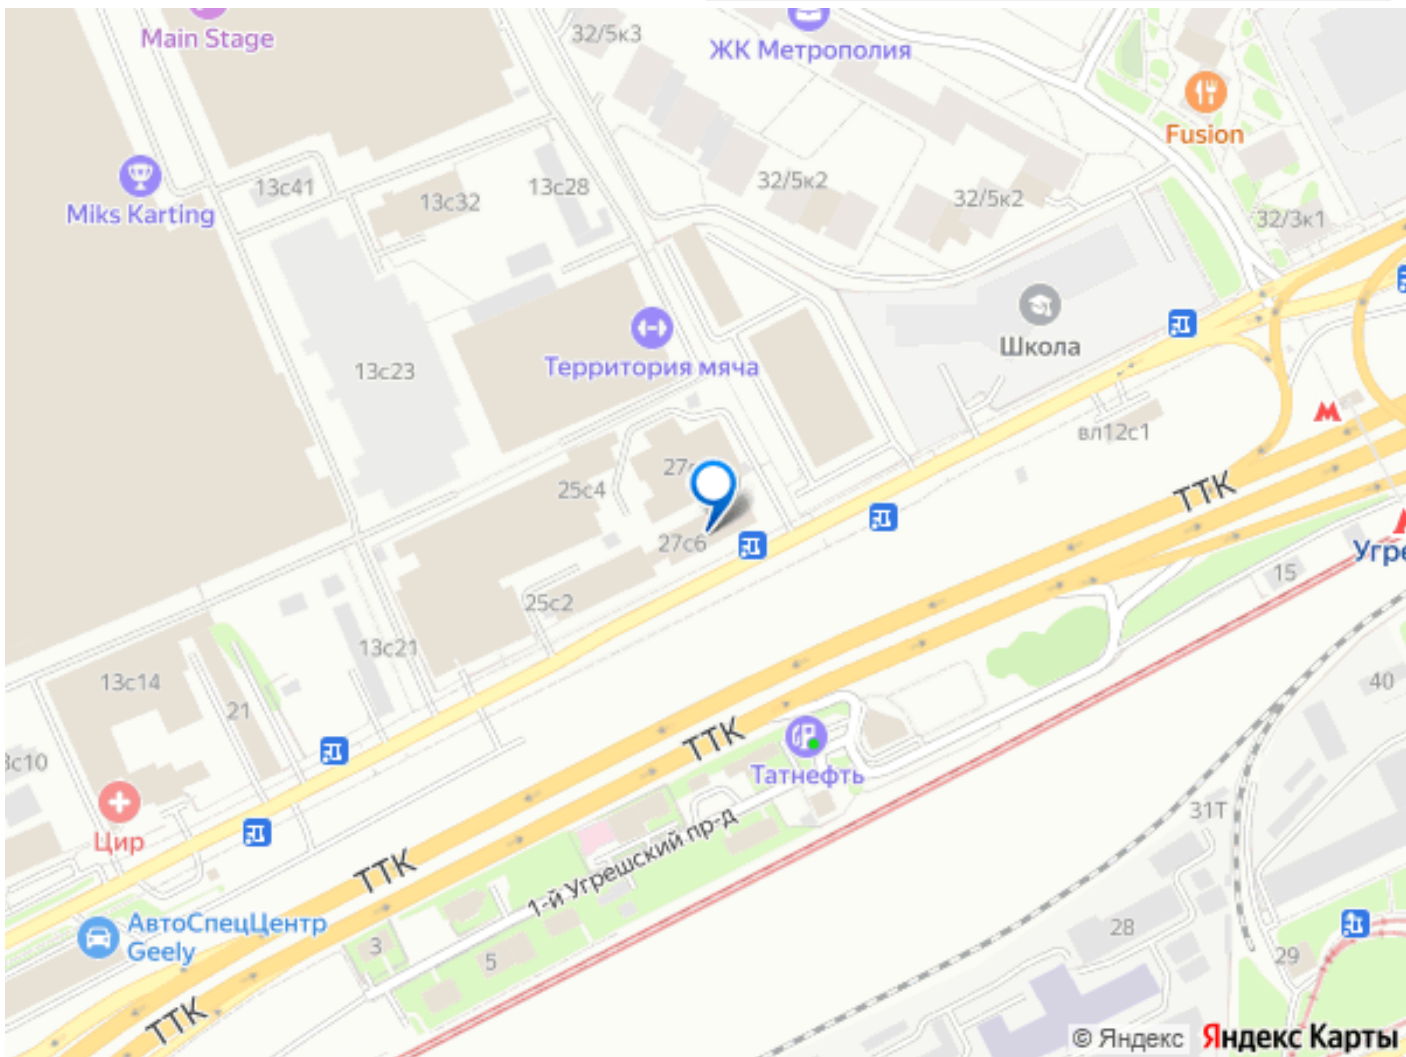 Main Stage
32/5к3
ЖК Метрополия
Fusion
13с41
13с32
13с28
32/5к2
32/5к2
32/3к1
Miks Karting
Школа
Территория мяча
13с23
вл12с1
25с4
27с6
ТТК
25с2
15
13с21
13с14
21
40
ТТК
Татнефть
31Т
Цир
1-й Угрешский пр-д
ТТК
АвтоСпецЦентр
Geely
3
5
28
29
ТТК
© Яндекс
Яндекс Карты